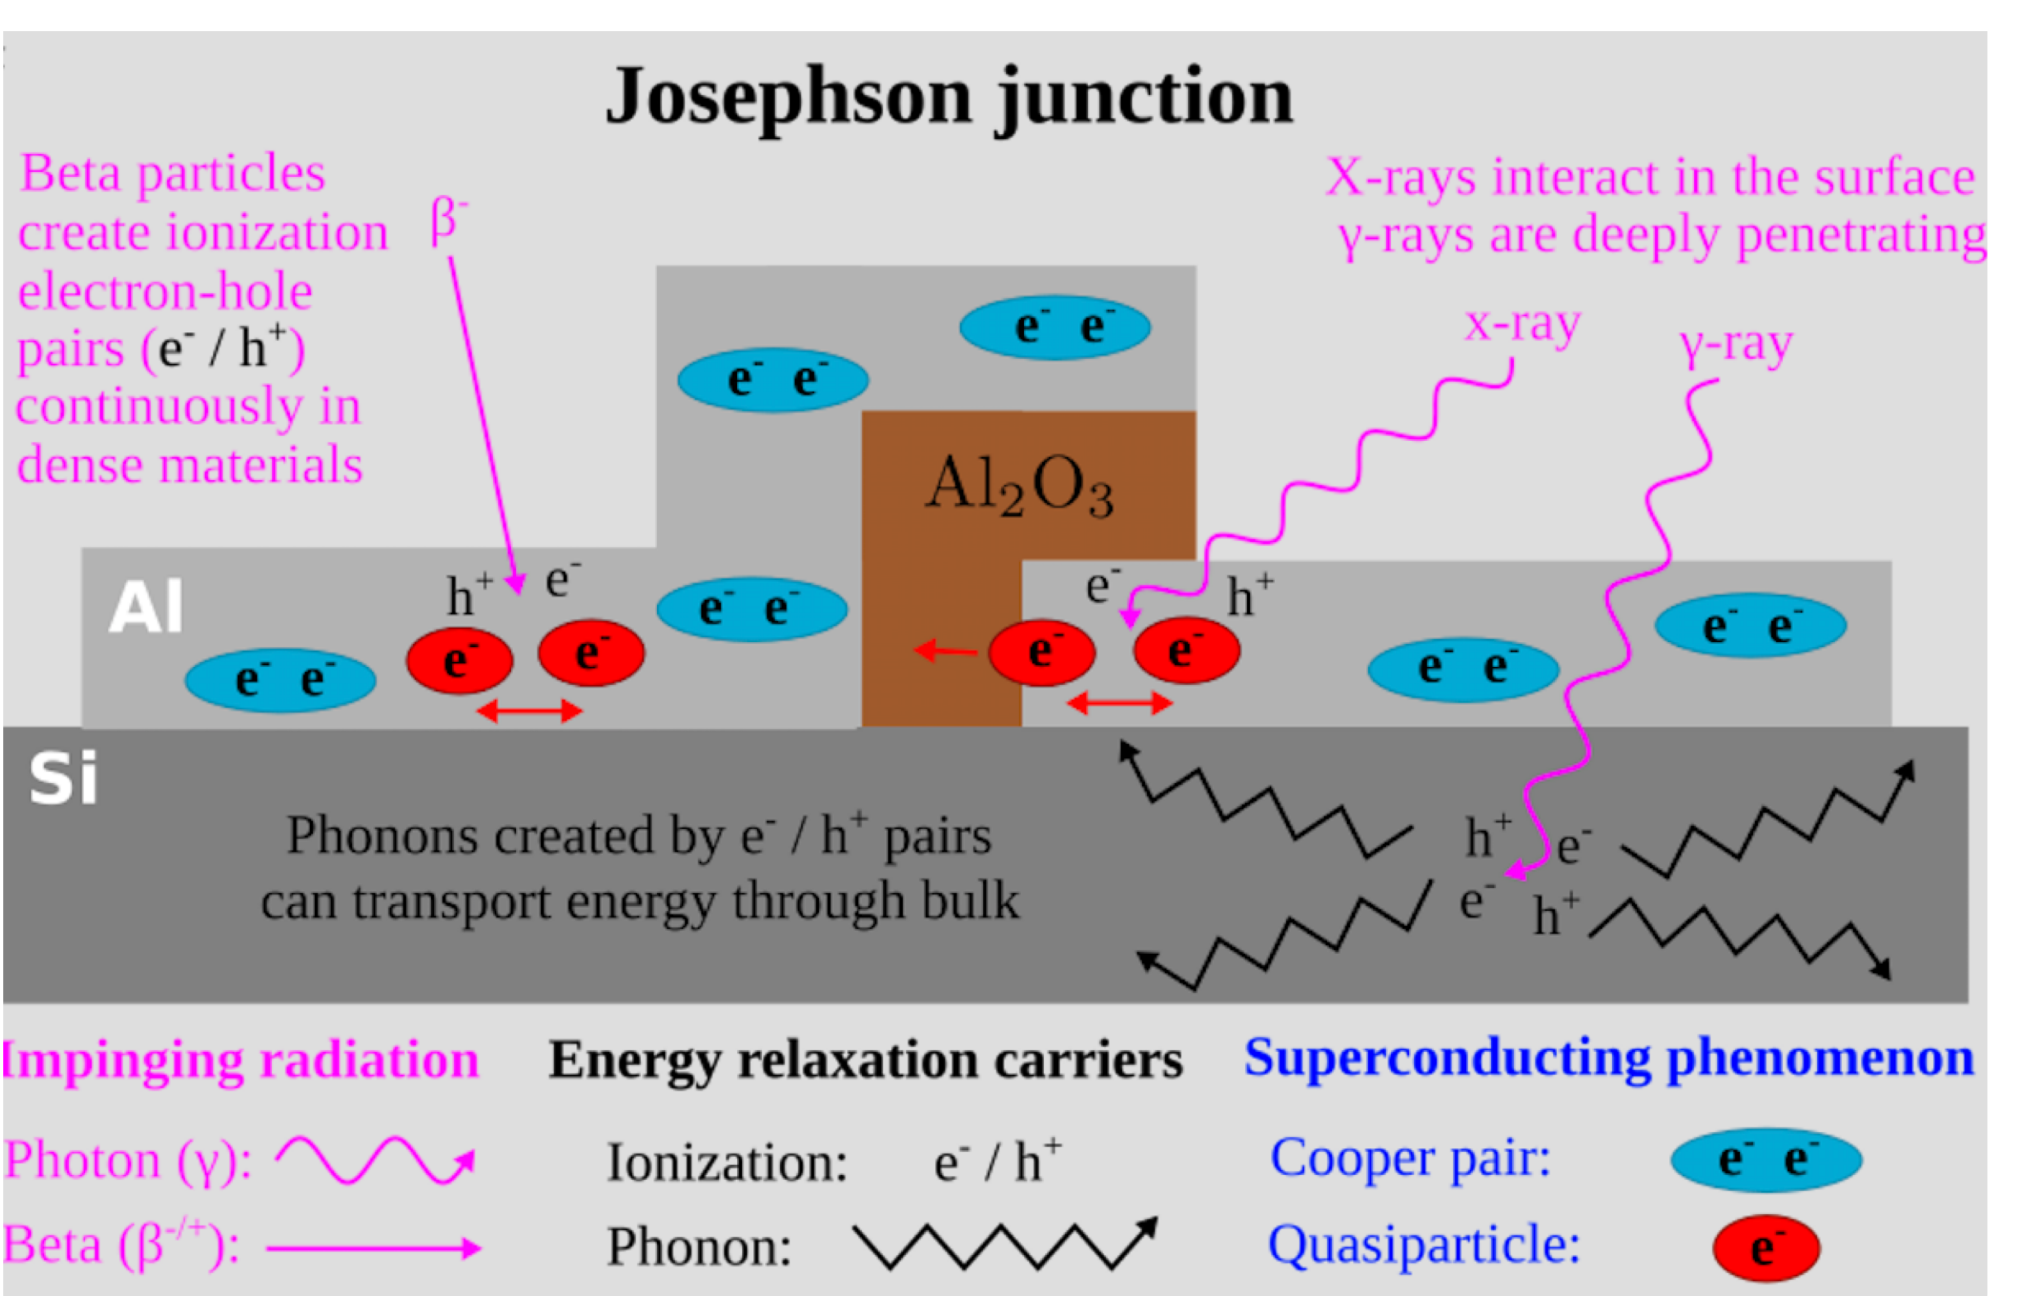 Josephson junction
Beta particles
create ionization
electron-hole
pairs (e⁻ / h⁺)
continuously in
dense materials
β⁻
X-rays interact in the surface
γ-rays are deeply penetrating
x-ray
γ-ray
e⁻ e⁻
e⁻ e⁻
Al₂O₃
Al
h⁺ e⁻
e⁻ h⁺
e⁻ e⁻
e⁻ e⁻
e⁻ e⁻
e⁻ e⁻
e⁻ e⁻
e⁻ e⁻
e⁻ e⁻
Si
Phonons created by e⁻ / h⁺ pairs
can transport energy through bulk
h⁺ e⁻
e⁻ h⁺
Impinging radiation
Photon (γ):
Beta (β⁻/⁺):
Energy relaxation carriers
Ionization: e⁻ / h⁺
Phonon:
Superconducting phenomenon
Cooper pair: e⁻ e⁻
Quasiparticle: e⁻